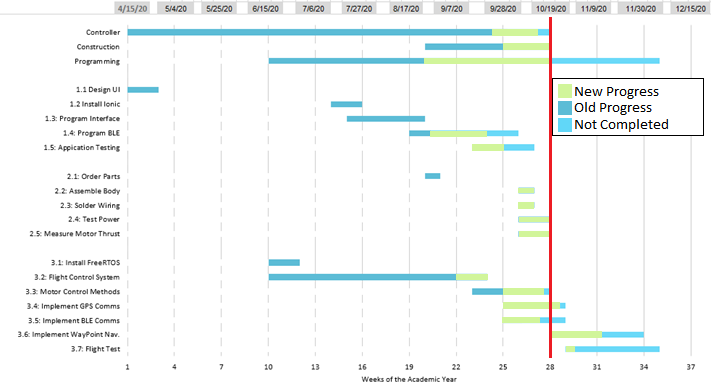 4/15/20 5/4/20 5/25/20 6/15/20 7/6/20 7/27/20 8/17/20 9/7/20 9/28/20 10/19/20 11/9/20 11/30/20 12/15/20
Controller
Construction
Programming
1.1 Design UI
1.2 Install Ionic
1.3: Program Interface
1.4: Program BLE
1.5: Application Testing
New Progress
Old Progress
Not Completed
2.1: Order Parts
2.2: Assemble Body
2.3: Solder Wiring
2.4: Test Power
2.5: Measure Motor Thrust
3.1: Install FreeRTOS
3.2: Flight Control System
3.3: Motor Control Methods
3.4: Implement GPS Comms
3.5: Implement BLE Comms
3.6: Implement WayPoint Nav.
3.7: Flight Test
1 4 7 10 13 16 19 22 25 28 31 34 37
Weeks of the Academic Year